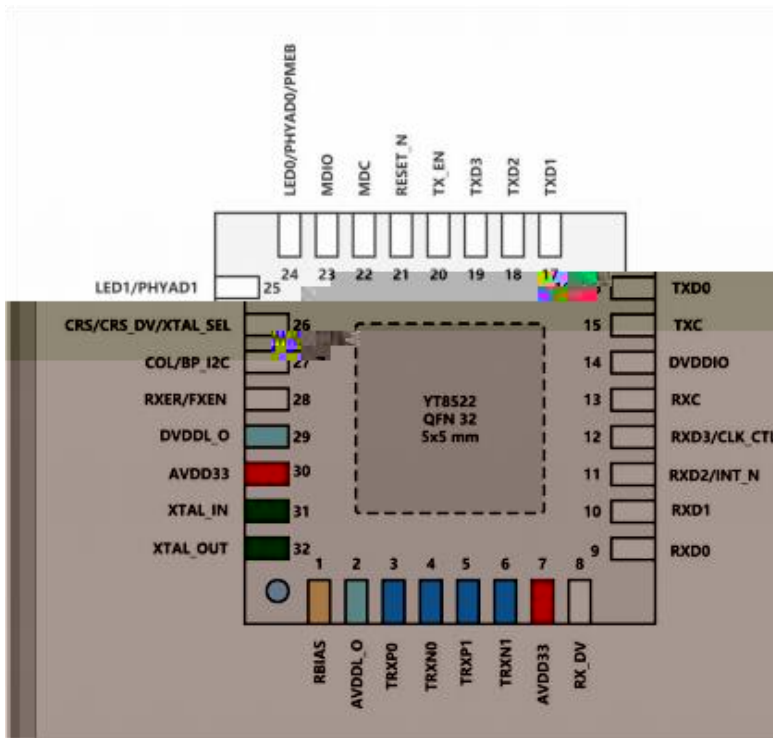 LED0/PHYAD0/PMEB
MDIO
MDC
RESET_N
TX_EN
TXD3
TXD2
TXD1
24 23 22 21 20 19 18 17
LED1/PHYAD1 25
TXD0
CRS/CRS_DV/XTAL_SEL 26
15 TXC
COL/BP_I2C 27
14 DVDDIO
RXER/FXEN 28
13 RXC
DVDDL_O 29
12 RXD3/CLK_CTL
AVDD33 30
11 RXD2/INT_N
XTAL_IN 31
10 RXD1
XTAL_OUT 32
9 RXD0
YT8522
QFN 32
5x5 mm
1 2 3 4 5 6 7 8
RBIAS
AVDDL_O
TRXP0
TRXN0
TRXP1
TRXN1
AVDD33
RX_DV